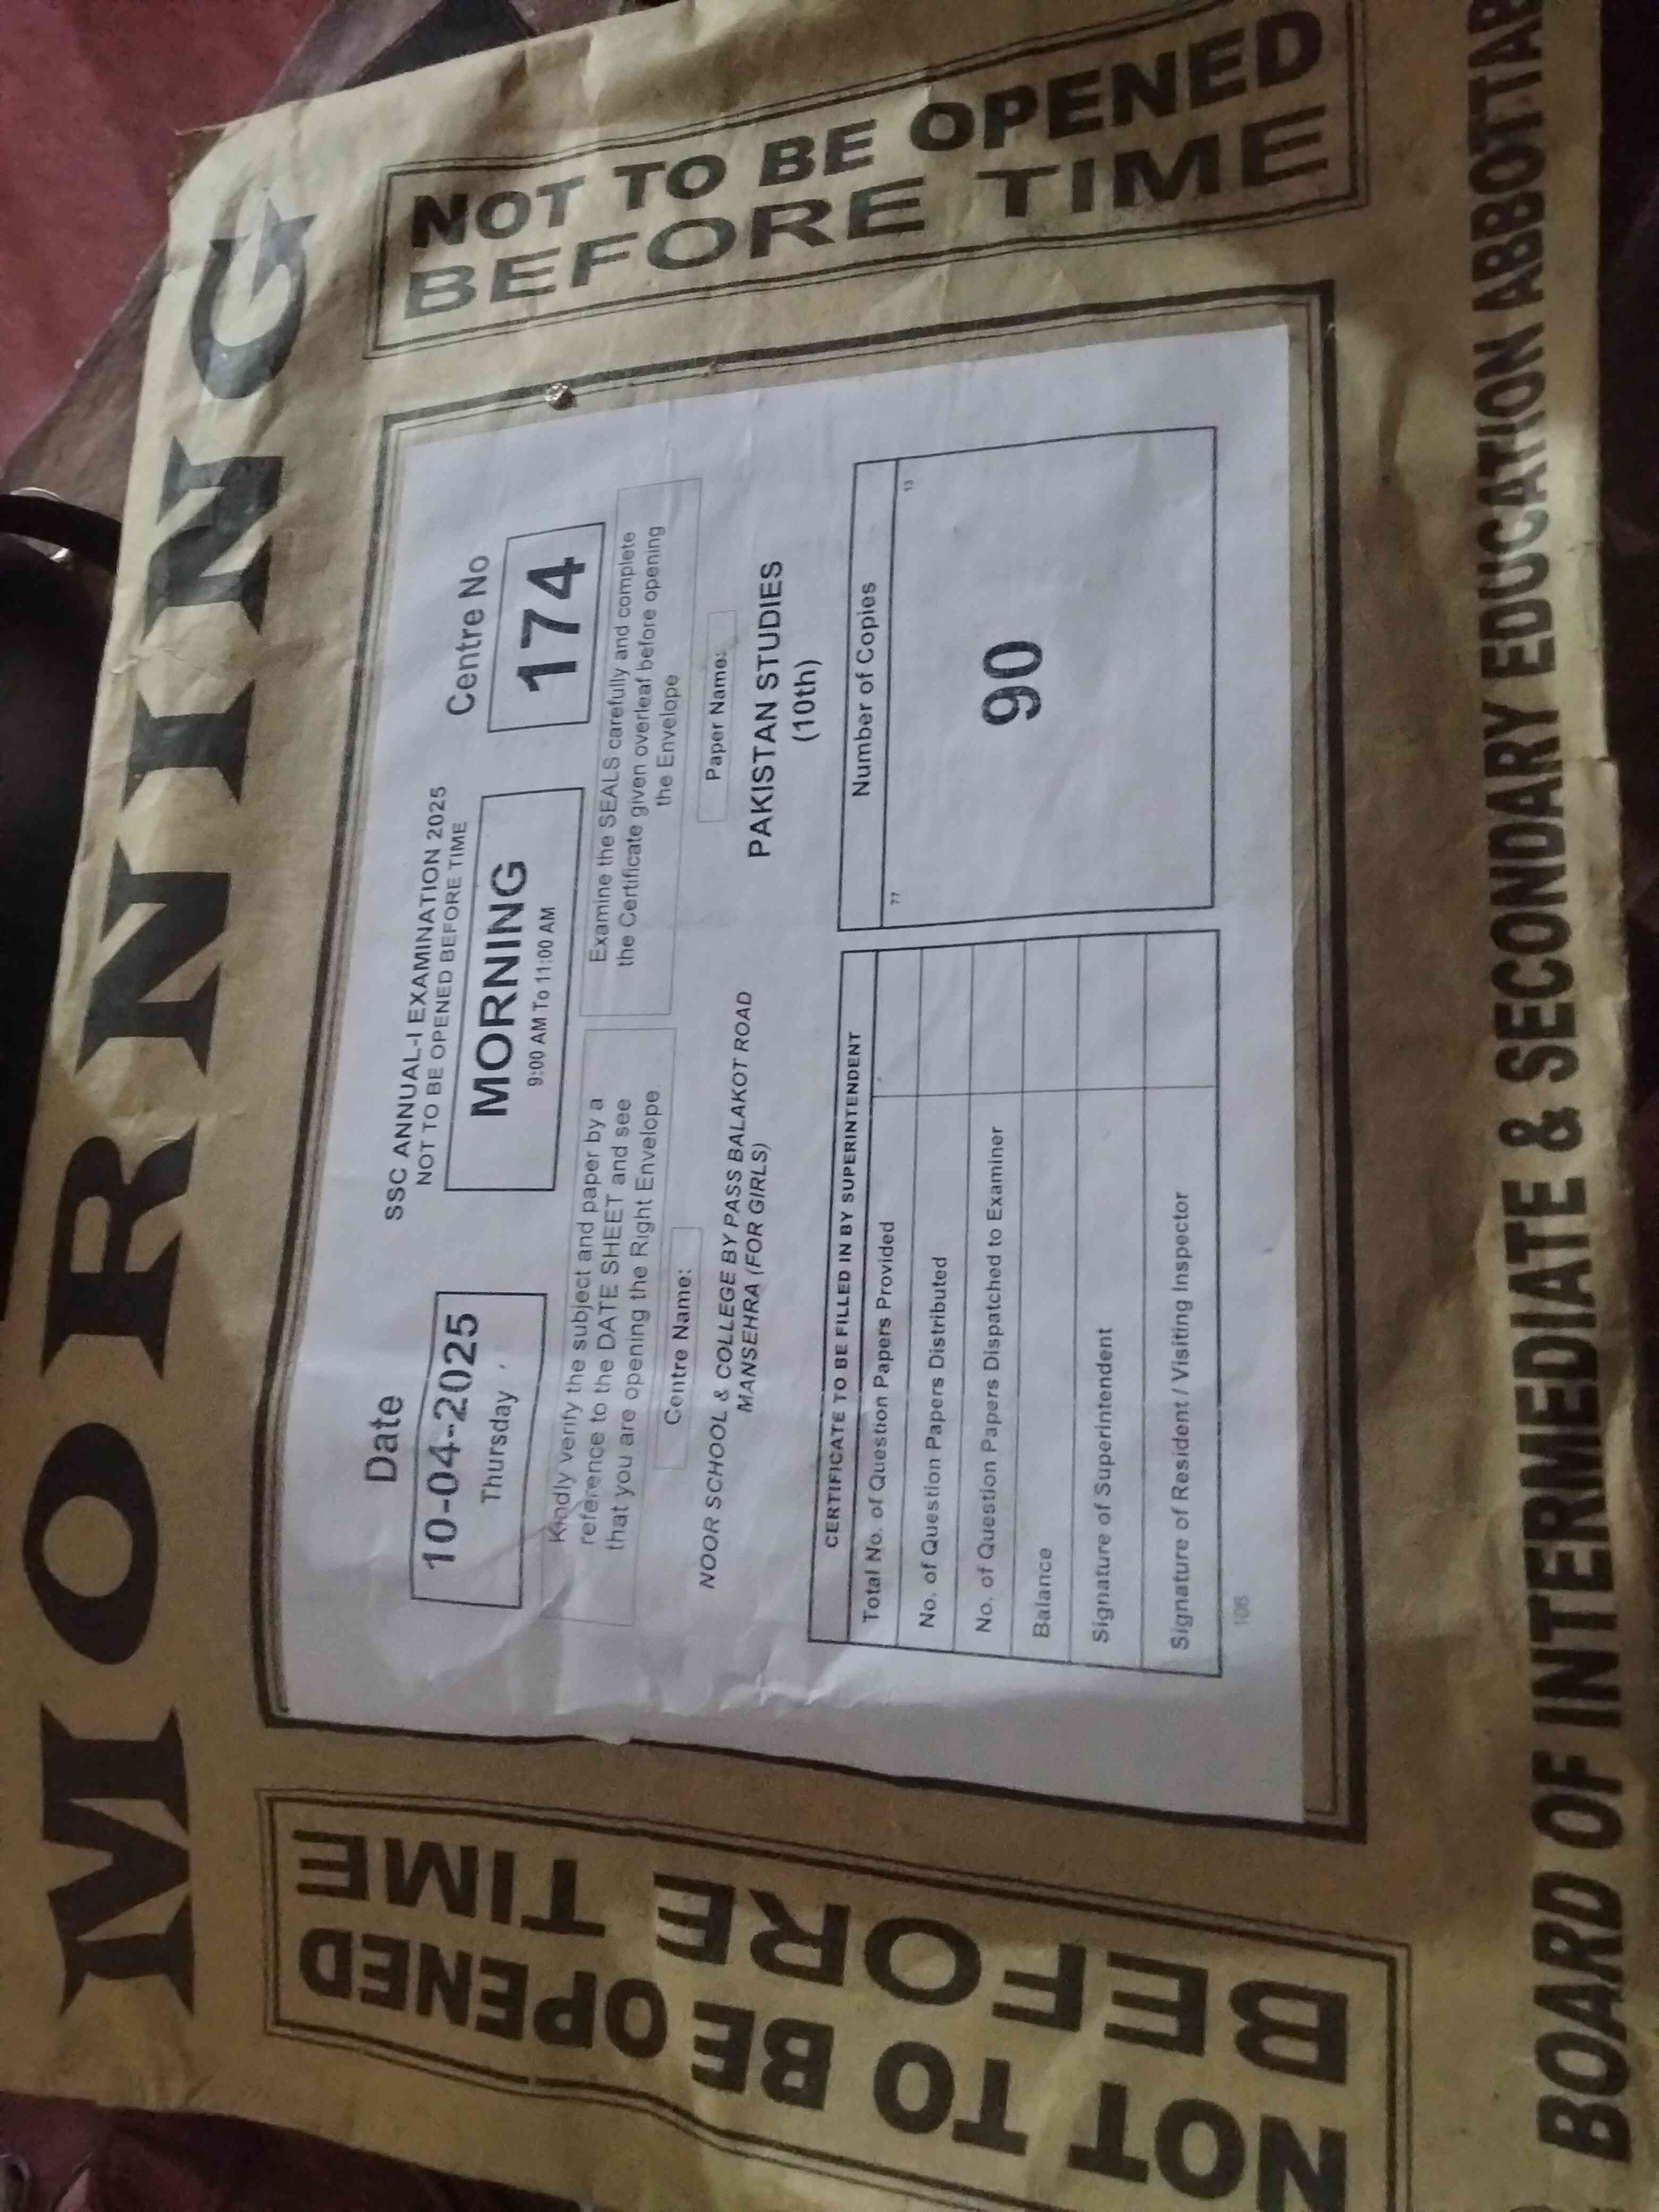 MORNING
NOT TO BE OPENED
BEFORE TIME
Date
10-04-2025
Thursday
SSC ANNUAL-I EXAMINATION 2025
NOT TO BE OPENED BEFORE TIME
MORNING
9:00 AM To 11:00 AM
Centre No
174
Kindly verify the subject and paper by a
reference to the DATE SHEET and see
that you are opening the Right Envelope
Examine the SEALS carefully and complete
the Certificate given overleaf before opening
the Envelope
Centre Name:
NOOR SCHOOL & COLLEGE BY PASS BALAKOT ROAD
MANSEHRA (FOR GIRLS)
Paper Name:
PAKISTAN STUDIES
(10th)
CERTIFICATE TO BE FILLED IN BY SUPERINTENDENT
Total No. of Question Papers Provided
No. of Question Papers Distributed
No. of Question Papers Dispatched to Examiner
Balance
Signature of Superintendent
Signature of Resident / Visiting Inspector
Number of Copies
77
13
90
106
NOT TO BE OPENED
BEFORE TIME
BOARD OF INTERMEDIATE & SECONDARY EDUCATION ABBOTTAB